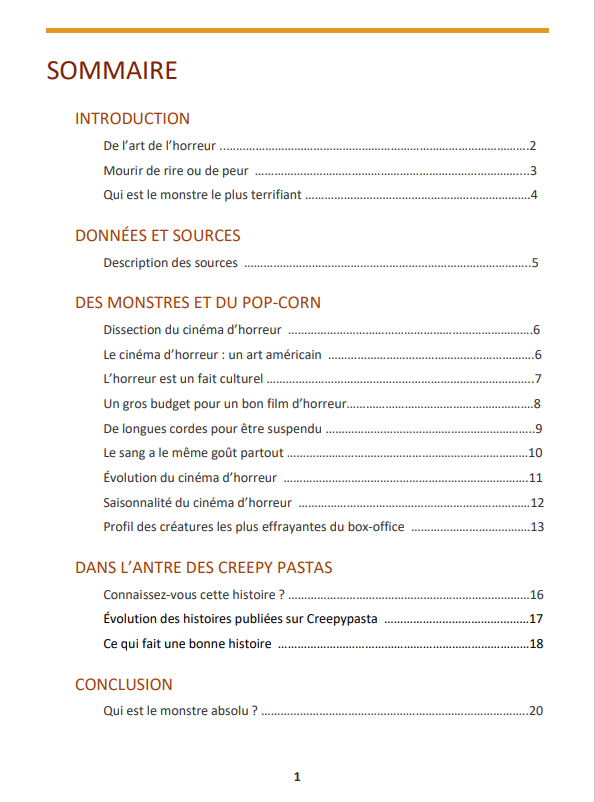 SOMMAIRE
INTRODUCTION
De l’art de l’horreur ………………………………………………………………………………2
Mourir de rire ou de peur ………………………………………………………………………3
Qui est le monstre le plus terrifiant ……………………………………………………………4
DONNÉES ET SOURCES
Description des sources …………………………………………………………………………5
DES MONSTRES ET DU POP-CORN
Dissection du cinéma d’horreur ………………………………………………………………6
Le cinéma d’horreur : un art américain ………………………………………………………6
L’horreur est un fait culturel ……………………………………………………………………7
Un gros budget pour un bon film d’horreur……………………………………………………8
De longues cordes pour être suspendu ………………………………………………………9
Le sang a le même goût partout ………………………………………………………………10
Évolution du cinéma d’horreur ………………………………………………………………11
Saisonnalité du cinéma d’horreur ……………………………………………………………12
Profil des créatures les plus effrayantes du box-office ………………………………13
DANS L’ANTRE DES CREEPY PASTAS
Connaissez-vous cette histoire ? ………………………………………………………………16
Évolution des histoires publiées sur Creepypasta ………………………………………17
Ce qui fait une bonne histoire …………………………………………………………………18
CONCLUSION
Qui est le monstre absolu ? ……………………………………………………………………20
1